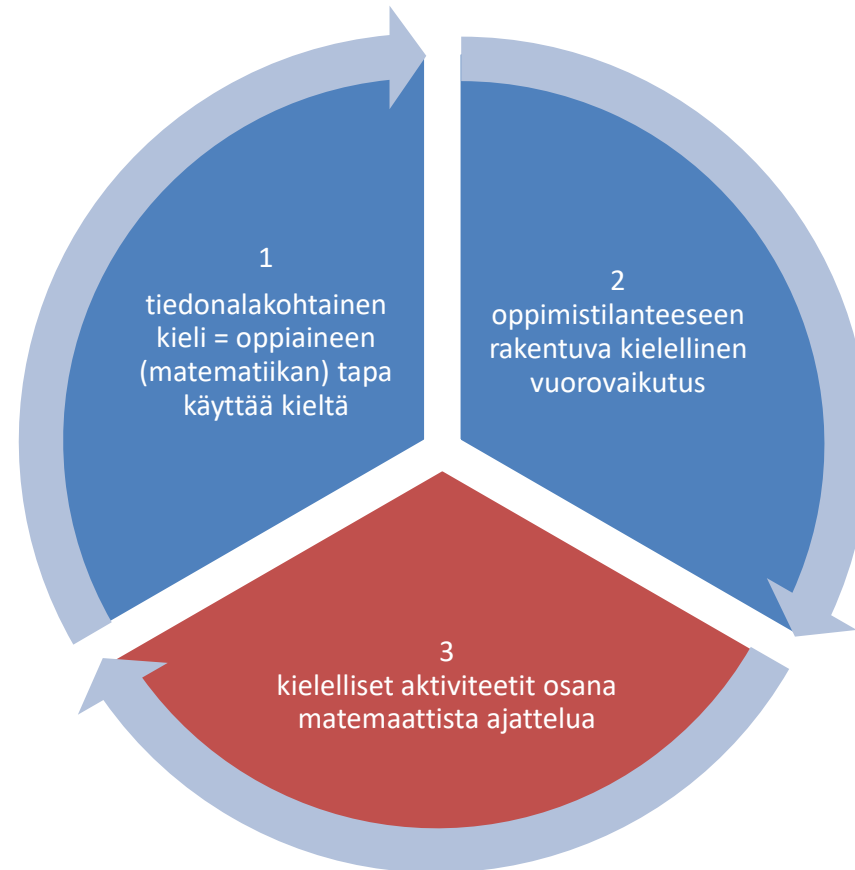 1
tiedonalakohtainen
kieli = oppiaineen
(matematiikan) tapa
käyttää kieltä
2
oppimistilanteeseen
rakentuva kielellinen
vuorovaikutus
3
kielelliset aktiviteetit osana
matemaattista ajattelua